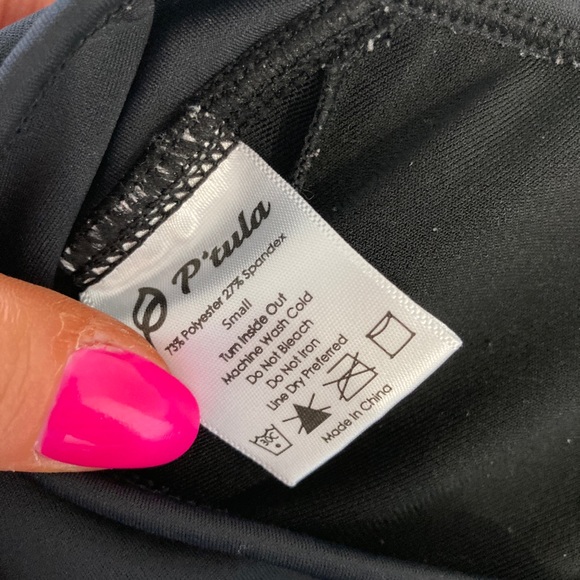 P'tula
73% Polyester 27% Spandex
Small
Turn Inside Out
Machine Wash Cold
Do Not Bleach
Do Not Iron
Line Dry Preferred
30C
Made in China